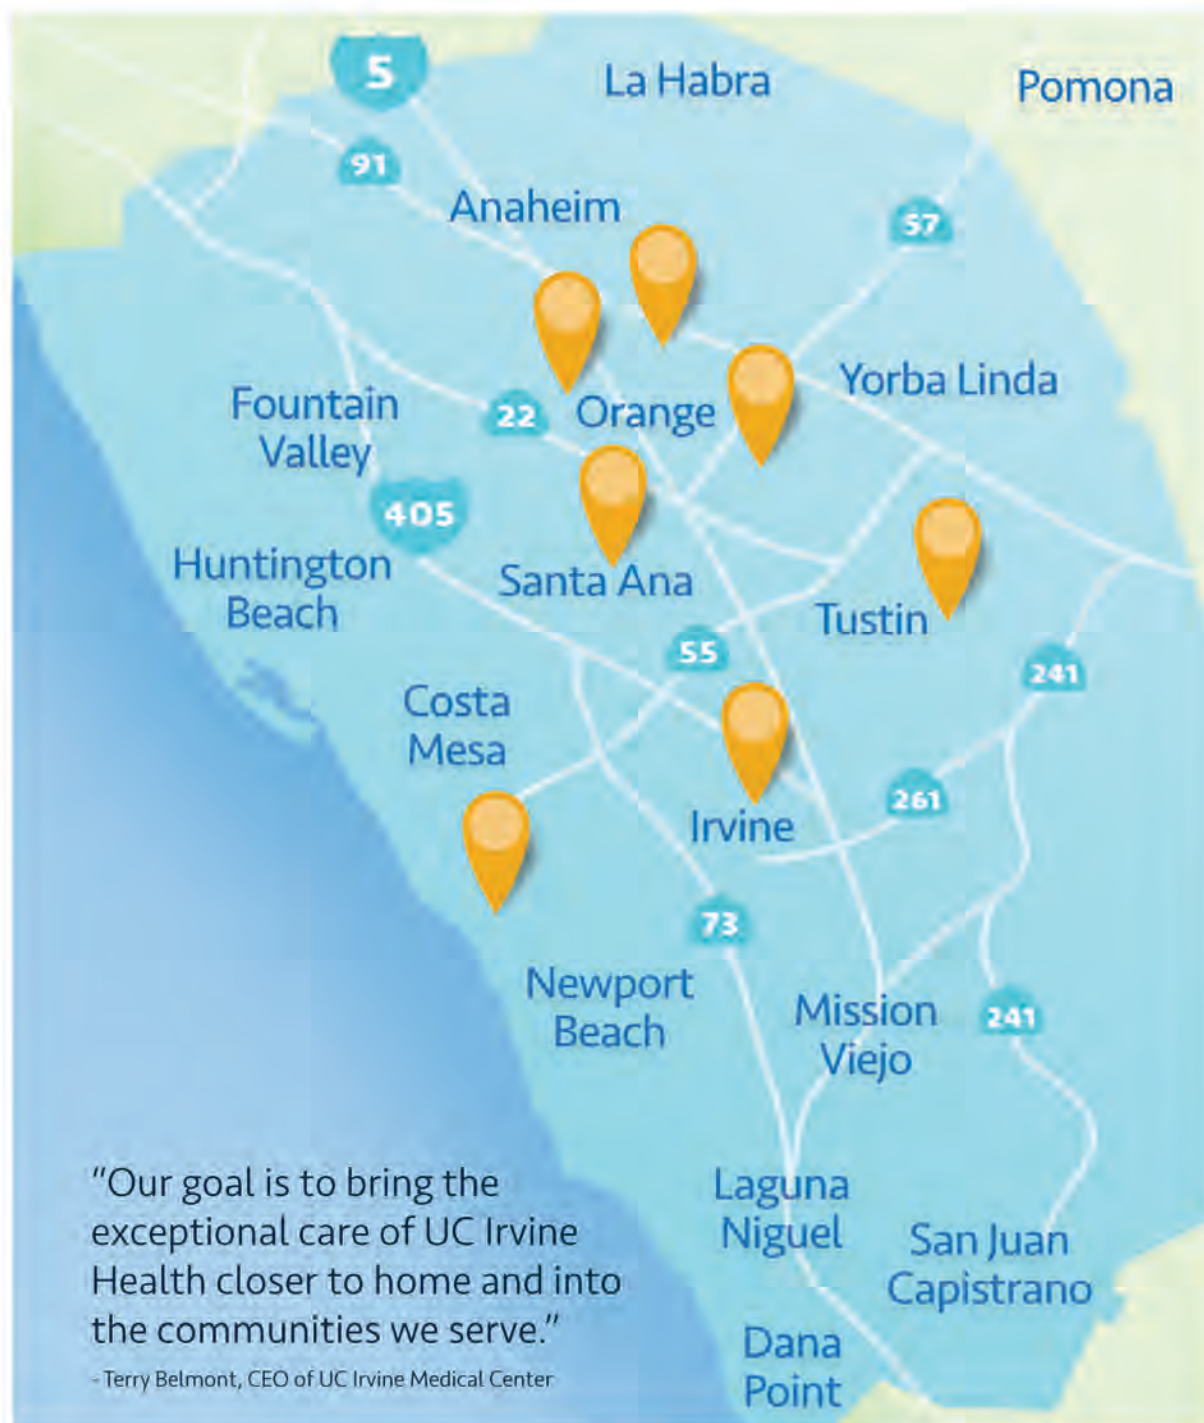 5
La Habra
Pomona
91
Anaheim
57
Yorba Linda
Fountain
Valley
22
Orange
405
Huntington
Beach
Santa Ana
Tustin
55
241
Costa
Mesa
261
Irvine
73
Newport
Beach
Mission
Viejo
241
"Our goal is to bring the
exceptional care of UC Irvine
Health closer to home and into
the communities we serve."
- Terry Belmont, CEO of UC Irvine Medical Center
Laguna
Niguel
San Juan
Capistrano
Dana
Point